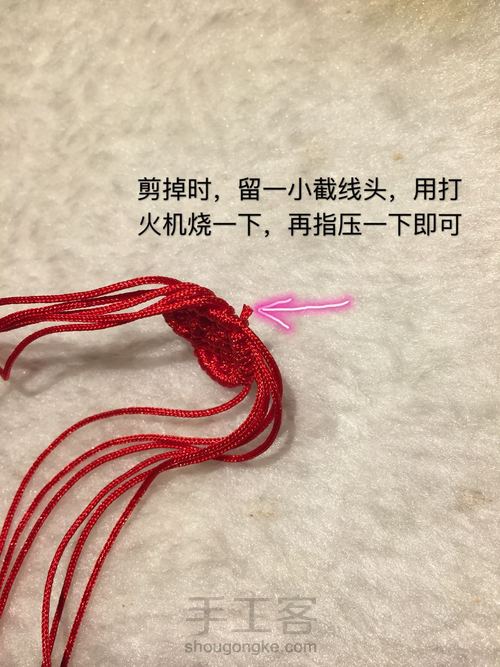 剪掉时，留一小截线头，用打
火机烧一下，再指压一下即可
手工客
shougongke.com